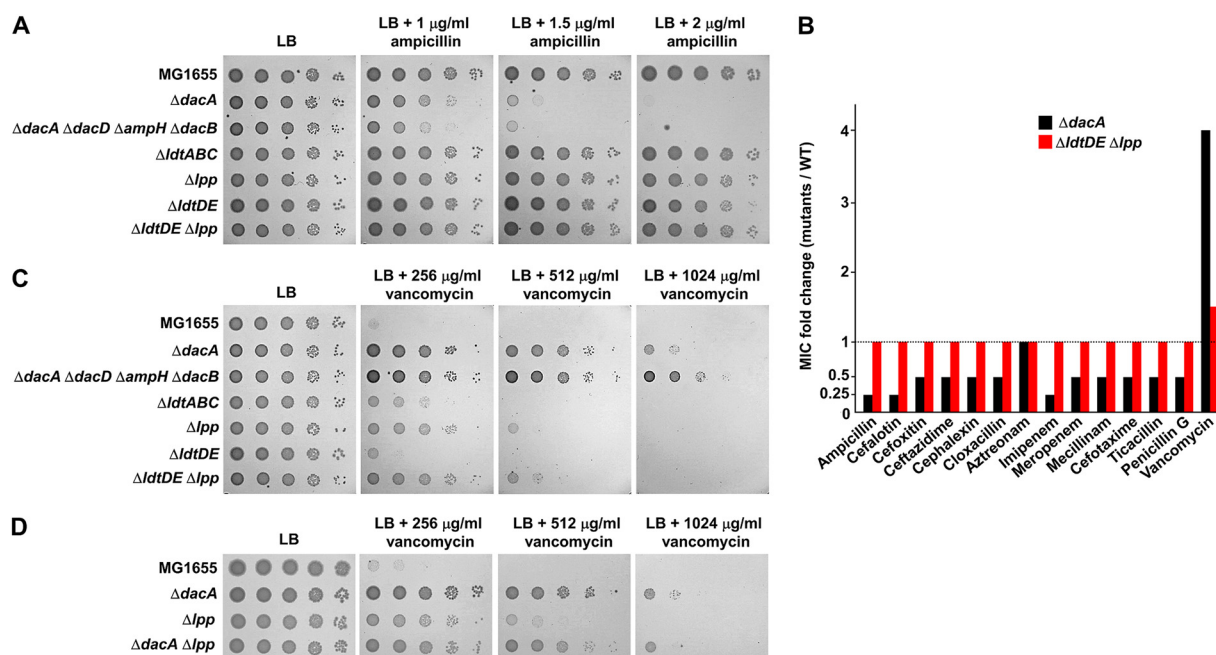 A
LB
LB + 1 μg/ml
ampicillin
LB + 1.5 μg/ml
ampicillin
LB + 2 μg/ml
ampicillin
MG1655
ΔdacA
ΔdacA ΔdacD ΔampH ΔdacB
ΔldtABC
Δlpp
ΔldtDE
ΔldtDE Δlpp
B
MIC fold change (mutants / WT)
4
2
1
0.5
0.25
0
ΔdacA
ΔldtDE Δlpp
Ampicillin
Cefalotin
Cefoxitin
Ceftazidime
Cephalexin
Cloxacillin
Aztreonam
Imipenem
Meropenem
Mecillinam
Cefotaxime
Ticacillin
Penicillin G
Vancomycin
C
LB
LB + 256 μg/ml
vancomycin
LB + 512 μg/ml
vancomycin
LB + 1024 μg/ml
vancomycin
MG1655
ΔdacA
ΔdacA ΔdacD ΔampH ΔdacB
ΔldtABC
Δlpp
ΔldtDE
ΔldtDE Δlpp
D
LB
LB + 256 μg/ml
vancomycin
LB + 512 μg/ml
vancomycin
LB + 1024 μg/ml
vancomycin
MG1655
ΔdacA
Δlpp
ΔdacA Δlpp